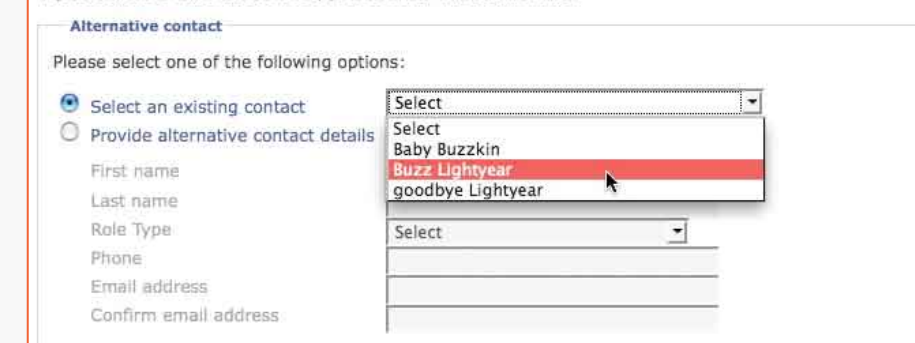 Alternative contact
Please select one of the following options:
Select an existing contact
Select
Select
Baby Buzzkin
Buzz Lightyear
goodbye Lightyear
Provide alternative contact details
First name
Last name
Role Type
Select
Phone
Email address
Confirm email address